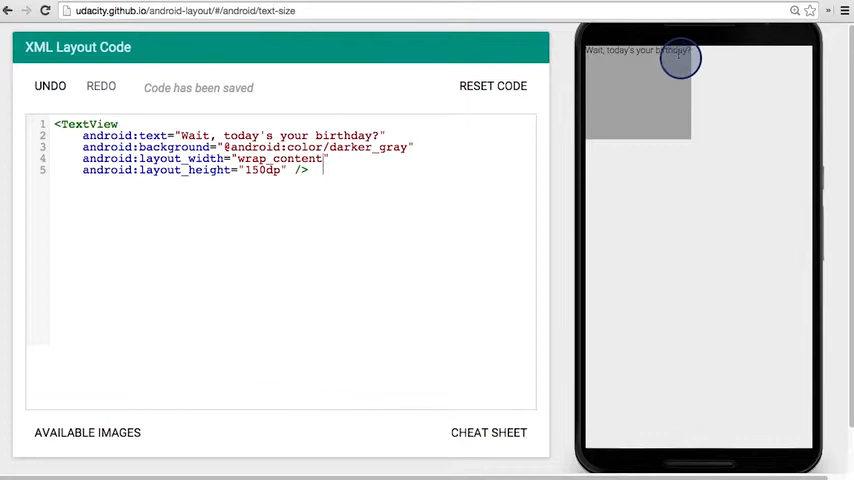 udacity.github.io/android-layout/#/android/text-size
XML Layout Code
UNDO REDO Code has been saved RESET CODE
1 <TextView
2 android:text="Wait, today's your birthday?"
3 android:background="@android:color/darker_gray"
4 android:layout_width="wrap_content"
5 android:layout_height="150dp" />
AVAILABLE IMAGES CHEAT SHEET
Wait, today's your birthday?